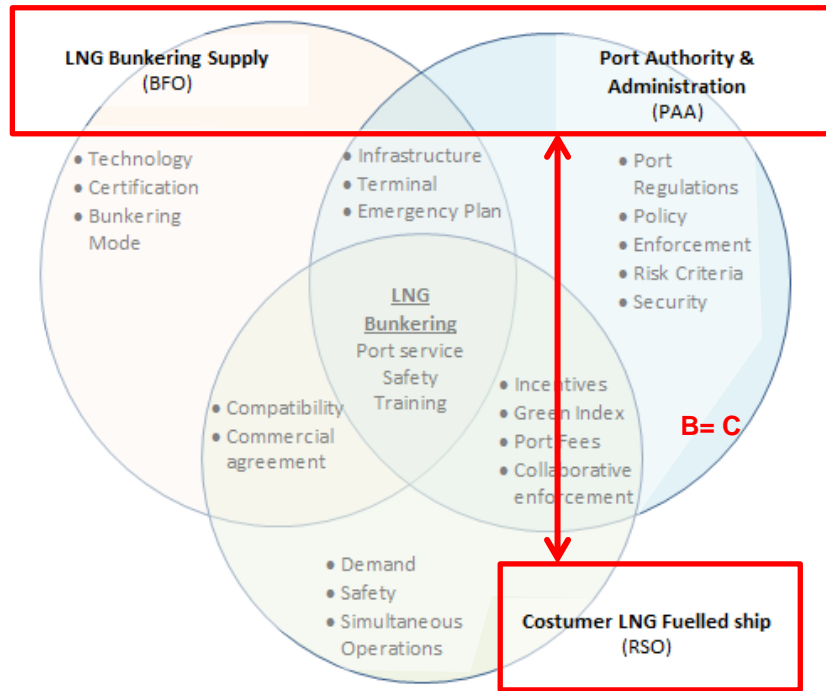 LNG Bunkering Supply
(BFO)
Port Authority &
Administration
(PAA)
• Technology
• Certification
• Bunkering
Mode
• Infrastructure
• Terminal
• Emergency Plan
• Port
Regulations
• Policy
• Enforcement
• Risk Criteria
• Security
LNG
Bunkering
Port service
Safety
Training
• Compatibility
• Commercial
agreement
• Incentives
• Green Index
• Port Fees
• Collaborative
enforcement
B= C
• Demand
• Safety
• Simultaneous
Operations
Costumer LNG Fuelled ship
(RSO)